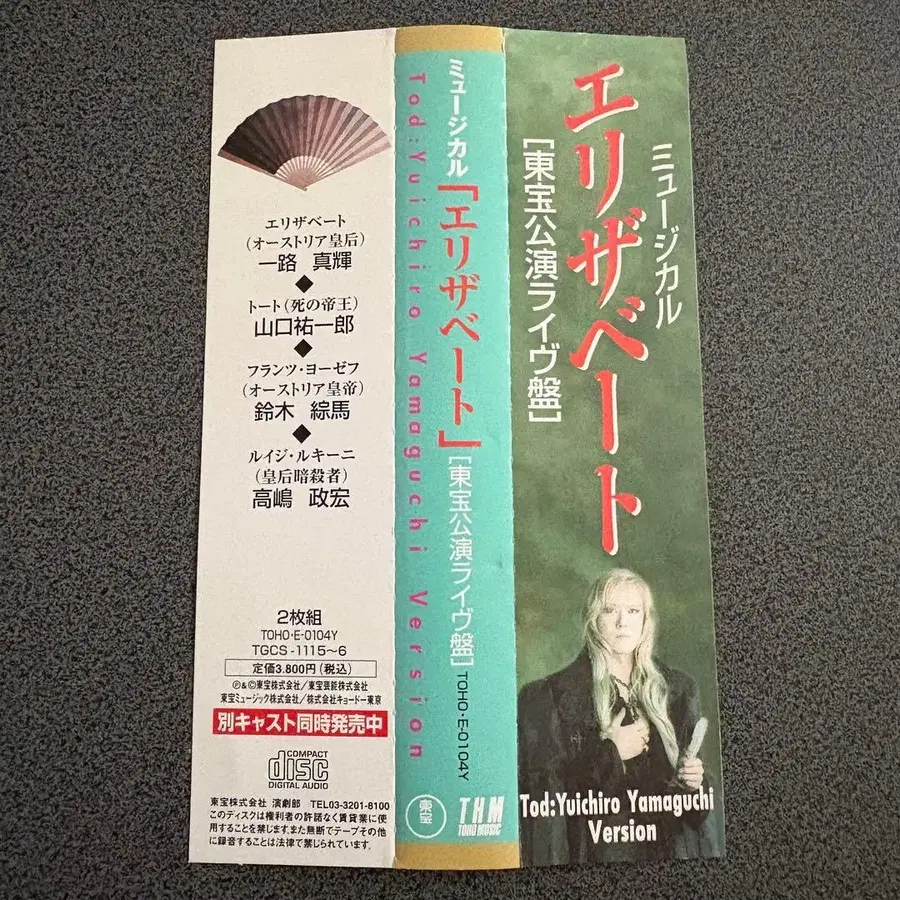 エリザベート
(オーストリア皇后)
一路 真輝
◆
トート(死の帝王)
山口祐一郎
◆
フランツ・ヨーゼフ
(オーストリア皇帝)
鈴木 綜馬
◆
ルイジ・ルキーニ
(皇后暗殺者)
高嶋 政宏
2枚組
TOHO・E-0104Y
TGCS-1115〜6
定価3.800円(税込)
Ⓟ&©東宝株式会社/東宝芸能株式会社
東宝ミュージック株式会社/株式会社キョードー東京
別キャスト同時発売中
COMPACT
disc
DIGITAL AUDIO
東宝株式会社 演劇部 TEL03-3201-8100
このディスクは権利者の許諾なく賃貸業に使
用することを禁じます。また無断でテープその他
に録音することは法律で禁じられています。
ミュージカル「エリザベート」[東宝公演ライヴ盤] TOHO・E-0104Y
Tod:Yuichiro Yamaguchi Version
東宝
THM
TOHO MUSIC
ミュージカル
エリザベート
[東宝公演ライヴ盤]
Tod:Yuichiro Yamaguchi
Version